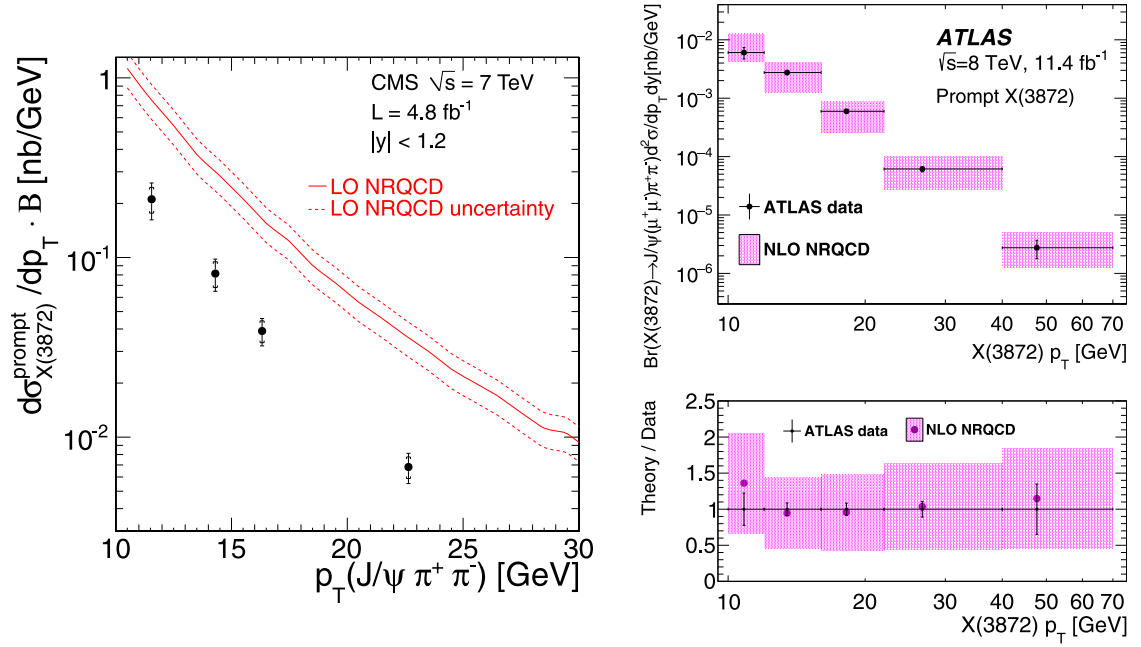 CMS √s = 7 TeV
L = 4.8 fb⁻¹
|y| < 1.2
LO NRQCD
LO NRQCD uncertainty
dσ^prompt_X(3872) /dp_T · B [nb/GeV]
1
10⁻¹
10⁻²
10 15 20 25 30
p_T(J/ψ π⁺ π⁻) [GeV]
ATLAS
√s=8 TeV, 11.4 fb⁻¹
Prompt X(3872)
ATLAS data
NLO NRQCD
Br(X(3872)→J/ψ(μ⁺μ⁻)π⁺π⁻)d²σ/dp_Tdy[nb/GeV]
10⁻²
10⁻³
10⁻⁴
10⁻⁵
10⁻⁶
10 20 30 40 50 60 70
X(3872) p_T [GeV]
ATLAS data NLO NRQCD
Theory / Data
2.5
2
1.5
1
0.5
0
10 20 30 40 50 60 70
X(3872) p_T [GeV]